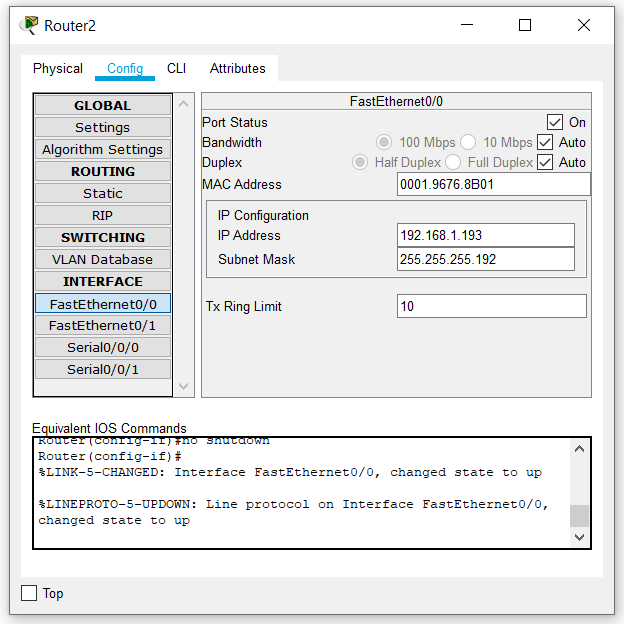 Router2
Physical Config CLI Attributes
GLOBAL
Settings
Algorithm Settings
ROUTING
Static
RIP
SWITCHING
VLAN Database
INTERFACE
FastEthernet0/0
FastEthernet0/1
Serial0/0/0
Serial0/0/1
FastEthernet0/0
Port Status On
Bandwidth 100 Mbps 10 Mbps Auto
Duplex Half Duplex Full Duplex Auto
MAC Address 0001.9676.8B01
IP Configuration
IP Address 192.168.1.193
Subnet Mask 255.255.255.192
Tx Ring Limit 10
Equivalent IOS Commands
Router(config-if)#no shutdown
Router(config-if)#
%LINK-5-CHANGED: Interface FastEthernet0/0, changed state to up
%LINEPROTO-5-UPDOWN: Line protocol on Interface FastEthernet0/0,
changed state to up
Top